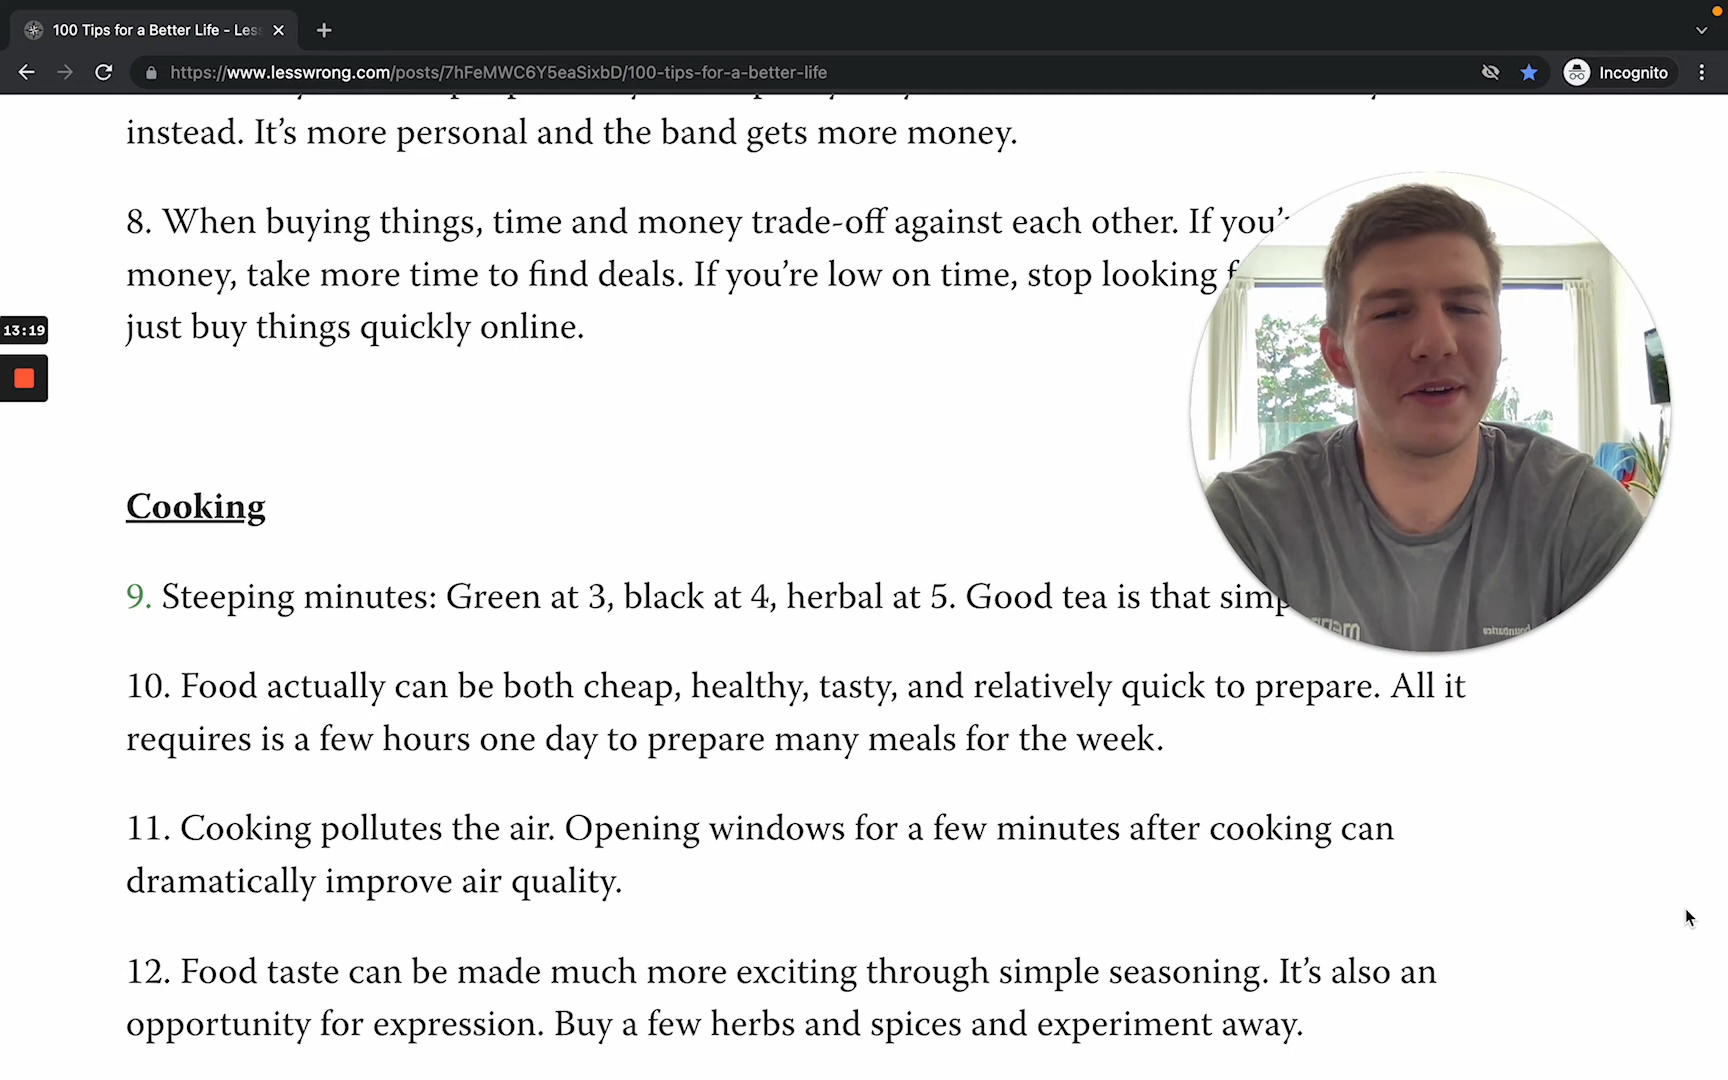 100 Tips for a Better Life - Les
https://www.lesswrong.com/posts/7hFeMWC6Y5eaSixbD/100-tips-for-a-better-life
Incognito
instead. It’s more personal and the band gets more money.
8. When buying things, time and money trade-off against each other. If you’
money, take more time to find deals. If you’re low on time, stop looking
just buy things quickly online.
13:19
Cooking
9. Steeping minutes: Green at 3, black at 4, herbal at 5. Good tea is that
10. Food actually can be both cheap, healthy, tasty, and relatively quick to prepare. All it
requires is a few hours one day to prepare many meals for the week.
11. Cooking pollutes the air. Opening windows for a few minutes after cooking can
dramatically improve air quality.
12. Food taste can be made much more exciting through simple seasoning. It’s also an
opportunity for expression. Buy a few herbs and spices and experiment away.